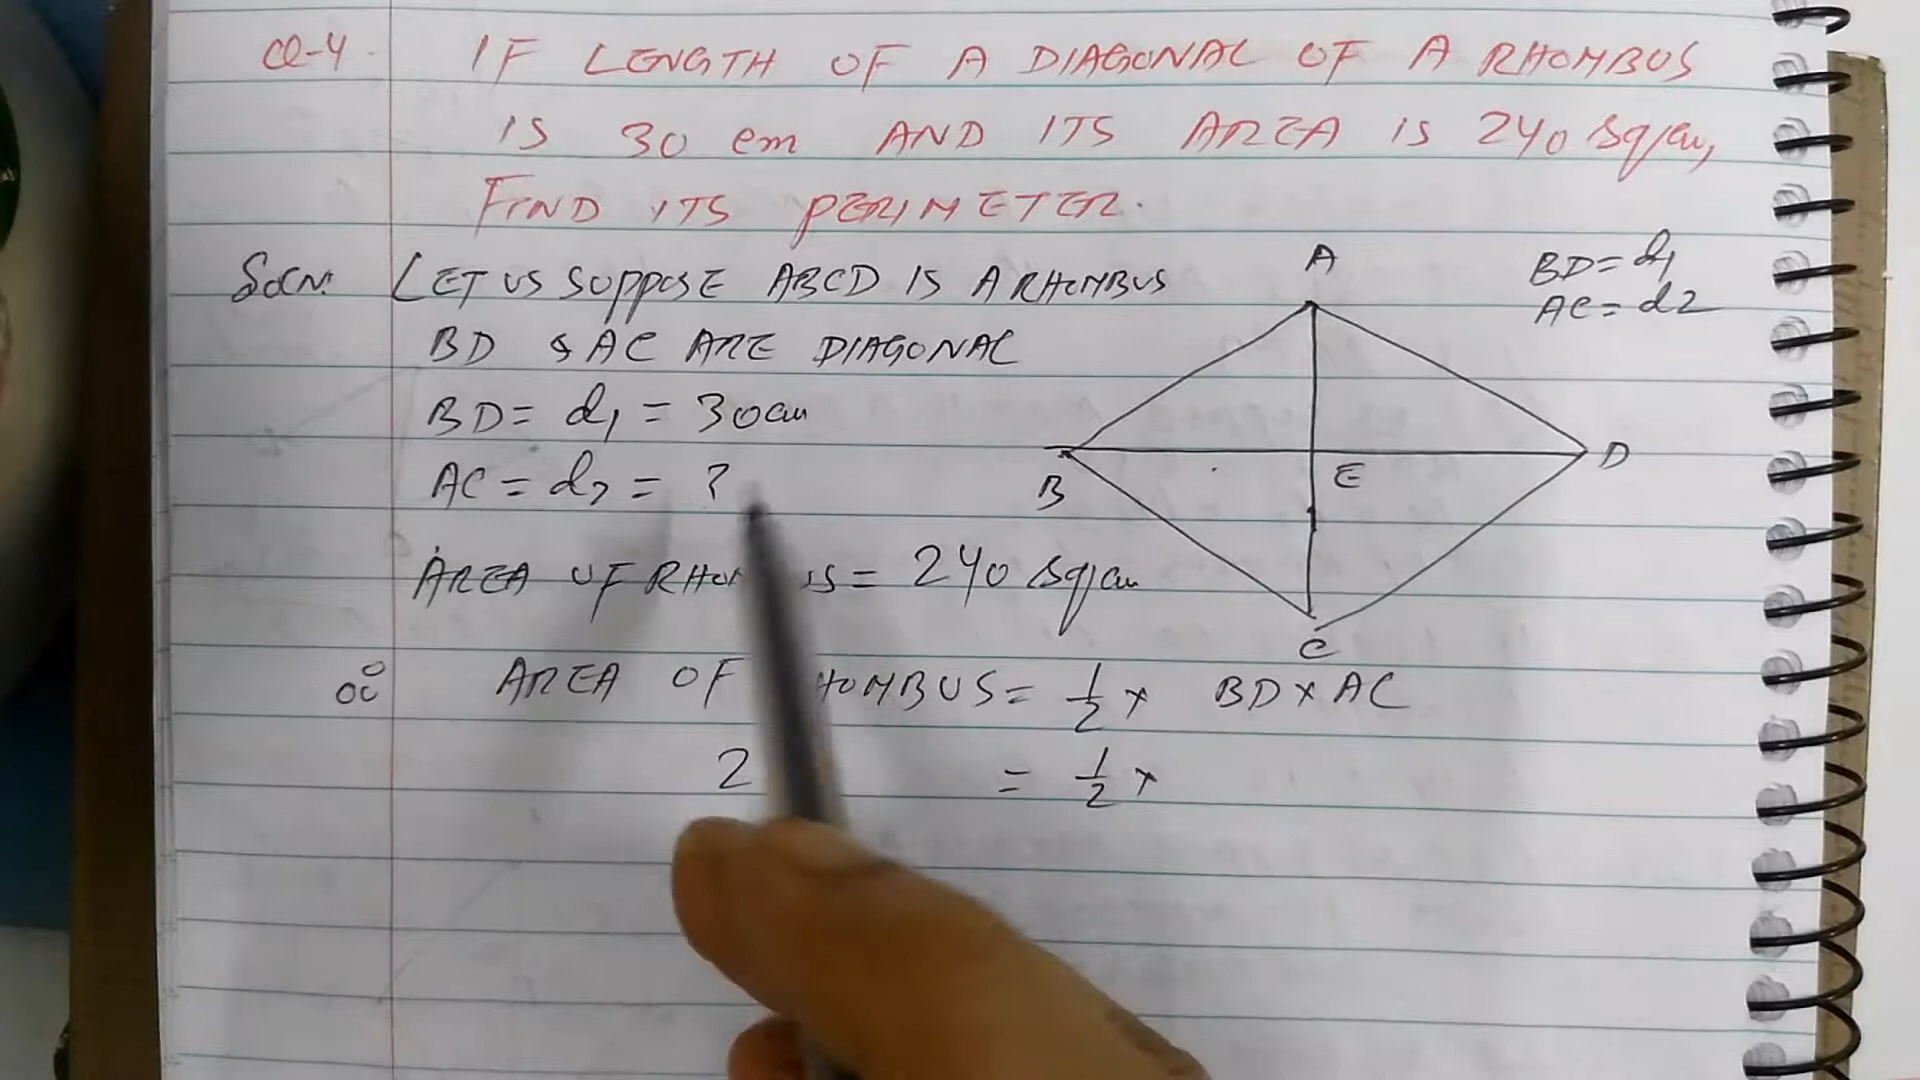 Q-4 IF LENGTH OF A DIAGONAL OF A RHOMBUS
IS 30 cm AND ITS AREA IS 240 sq/cm,
FIND ITS PERIMETER.
Soln. LET US SUPPOSE ABCD IS A RHOMBUS
BD & AC ARE DIAGONAL
BD = d1 = 30cm
AC = d2 = ?
AREA OF = 240 sq/cm
∴ AREA OF = 1/2 × BD × AC
2 = 1/2 ×
A
BD = d1
AC = d2
B
E
D
C